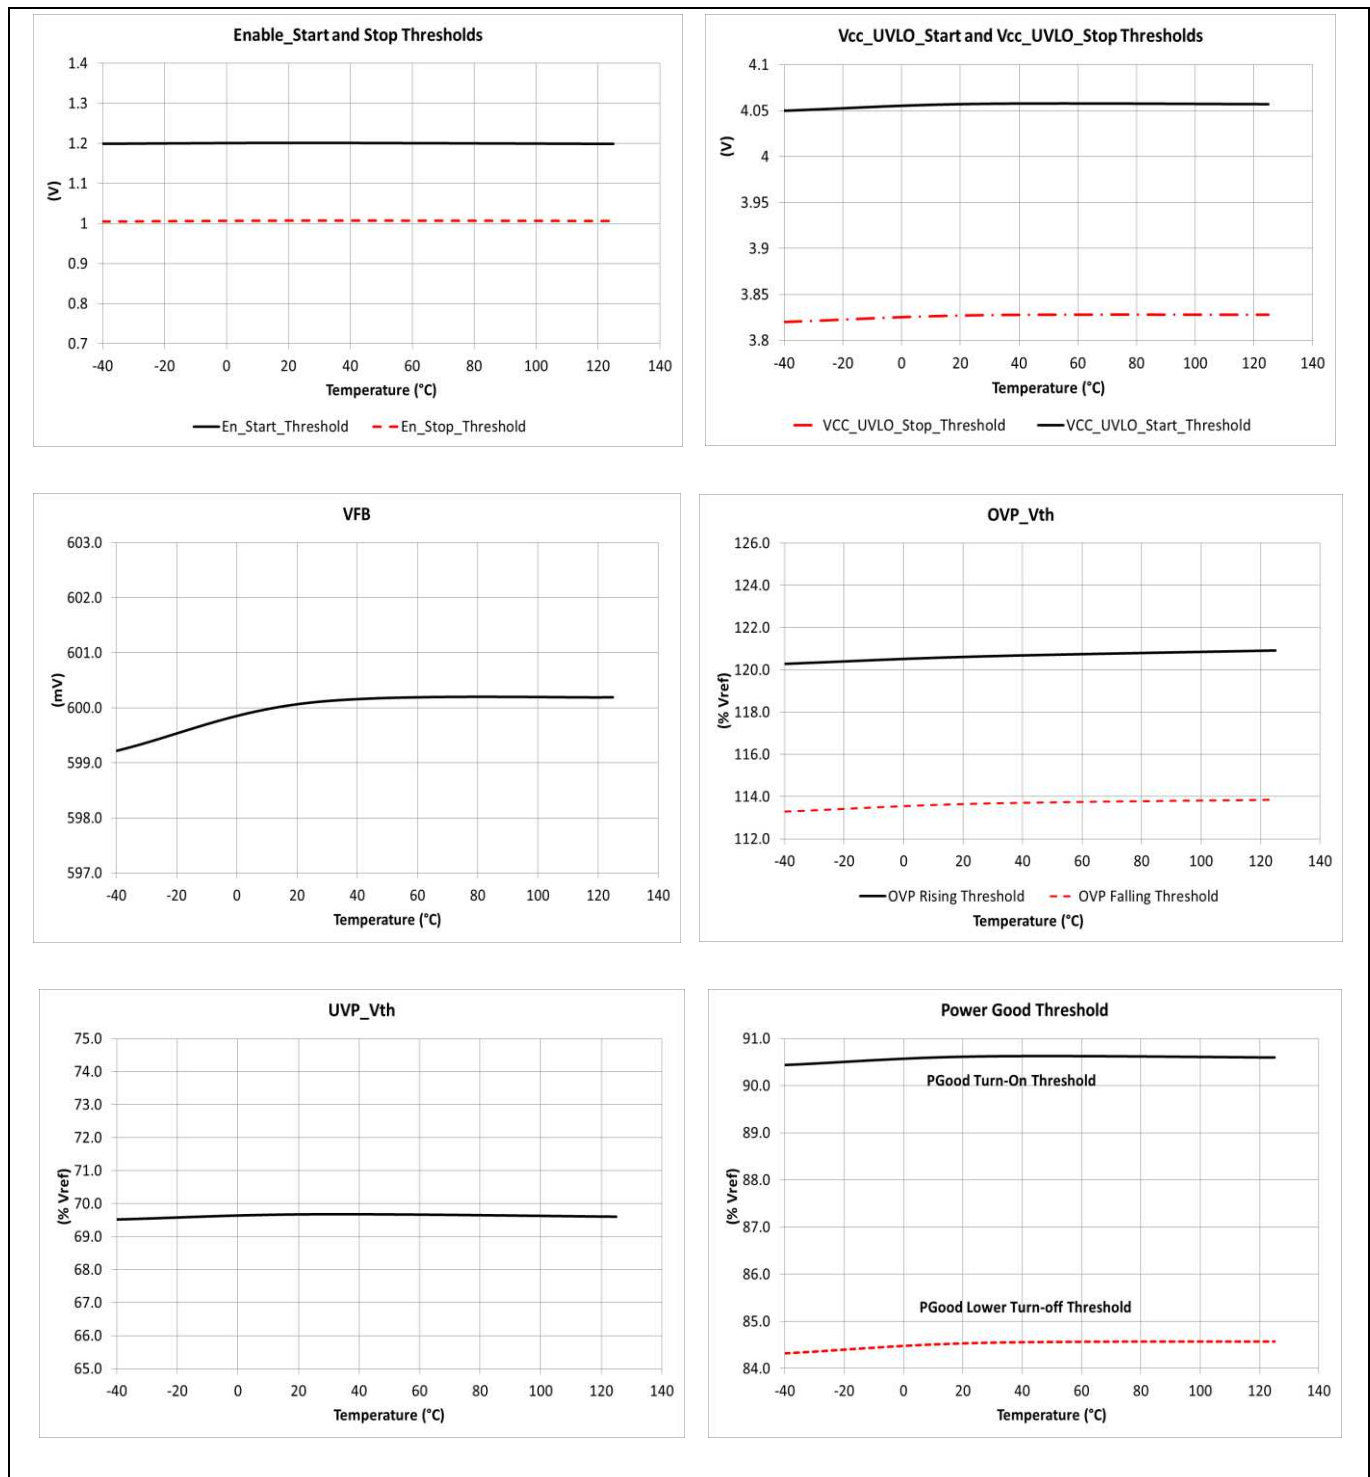 Enable_Start and Stop Thresholds
1.4
1.3
1.2
1.1
1
0.9
0.8
0.7
(V)
-40 -20 0 20 40 60 80 100 120 140
Temperature (°C)
En_Start_Threshold En_Stop_Threshold
Vcc_UVLO_Start and Vcc_UVLO_Stop Thresholds
4.1
4.05
4
3.95
3.9
3.85
3.8
(V)
-40 -20 0 20 40 60 80 100 120 140
Temperature (°C)
VCC_UVLO_Stop_Threshold VCC_UVLO_Start_Threshold
VFB
603.0
602.0
601.0
600.0
599.0
598.0
597.0
(mV)
-40 -20 0 20 40 60 80 100 120 140
Temperature (°C)
OVP_Vth
126.0
124.0
122.0
120.0
118.0
116.0
114.0
112.0
(% Vref)
-40 -20 0 20 40 60 80 100 120 140
OVP Rising Threshold OVP Falling Threshold
Temperature (°C)
UVP_Vth
75.0
74.0
73.0
72.0
71.0
70.0
69.0
68.0
67.0
66.0
65.0
(% Vref)
-40 -20 0 20 40 60 80 100 120 140
Temperature (°C)
Power Good Threshold
91.0
90.0
89.0
88.0
87.0
86.0
85.0
84.0
(% Vref)
PGood Turn-On Threshold
PGood Lower Turn-off Threshold
-40 -20 0 20 40 60 80 100 120 140
Temperature (°C)